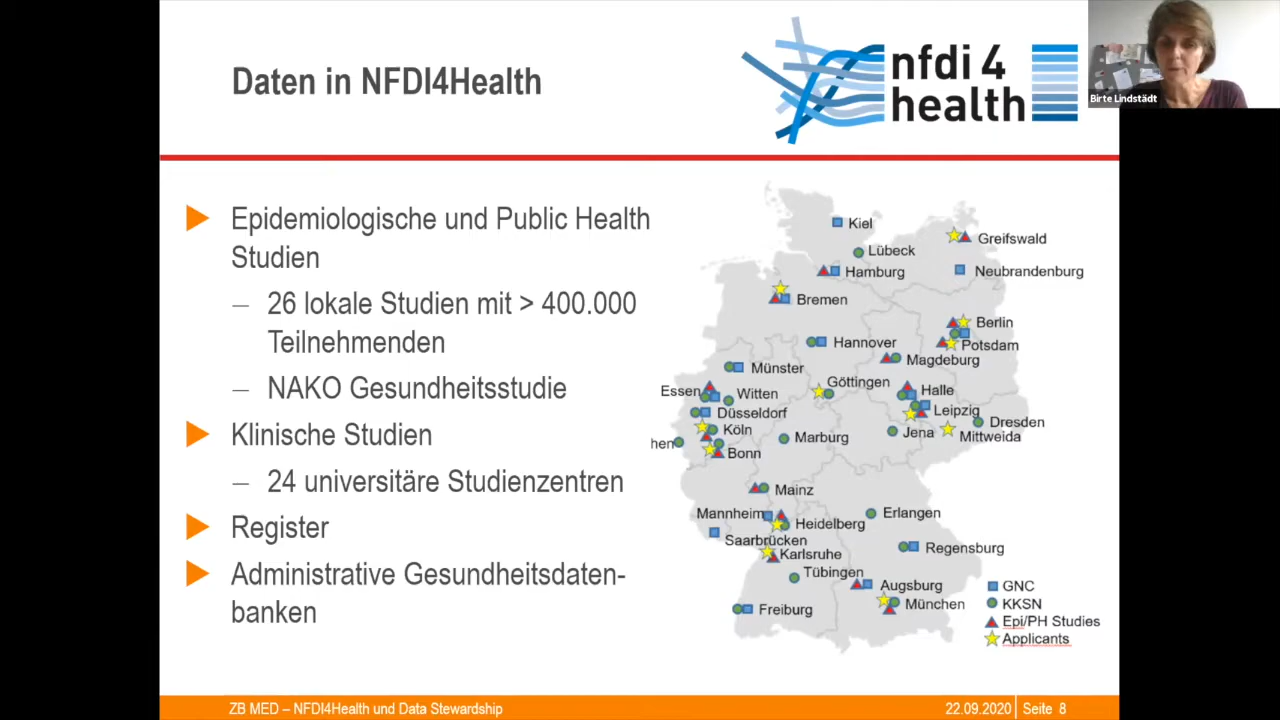 Daten in NFDI4Health
nfdi 4
health
Birte Lindstädt
Epidemiologische und Public Health
Studien
– 26 lokale Studien mit > 400.000
Teilnehmenden
– NAKO Gesundheitsstudie
Klinische Studien
– 24 universitäre Studienzentren
Register
Administrative Gesundheitsdaten-
banken
Kiel
Greifswald
Lübeck
Hamburg
Neubrandenburg
Bremen
Berlin
Hannover
Potsdam
Magdeburg
Münster
Göttingen
Essen
Witten
Halle
Düsseldorf
Leipzig
Dresden
Köln
Jena
Mittweida
hen
Marburg
Bonn
Mainz
Mannheim
Erlangen
Heidelberg
Saarbrücken
Regensburg
Karlsruhe
Tübingen
Augsburg
München
Freiburg
GNC
KKSN
Epi/PH Studies
Applicants
ZB MED – NFDI4Health und Data Stewardship
22.09.2020
Seite 8